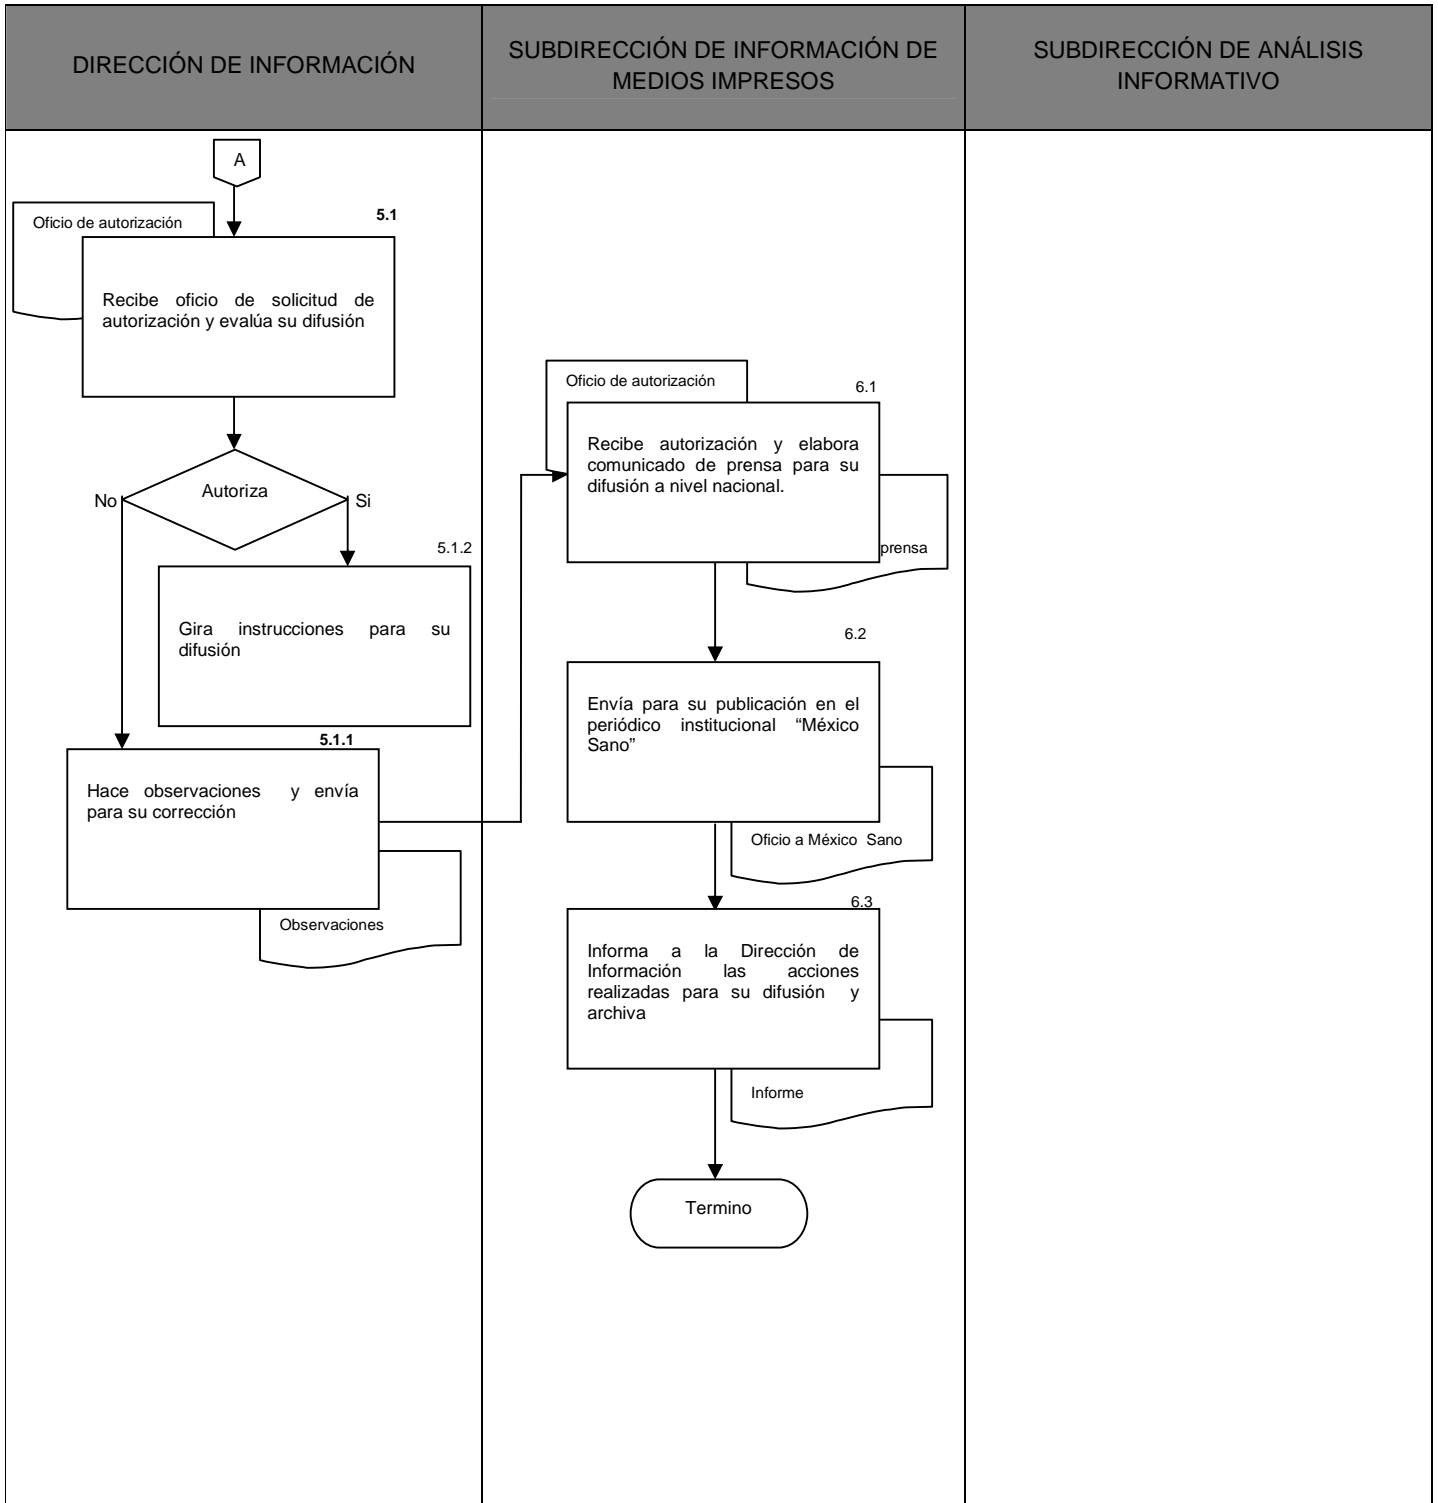 DIRECCIÓN DE INFORMACIÓN
SUBDIRECCIÓN DE INFORMACIÓN DE
MEDIOS IMPRESOS
SUBDIRECCIÓN DE ANÁLISIS
INFORMATIVO
A
Oficio de autorización
5.1
Recibe oficio de solicitud de
autorización y evalúa su difusión
Autoriza
No
Si
5.1.2
Gira instrucciones para su
difusión
5.1.1
Hace observaciones y envía
para su corrección
Observaciones
Oficio de autorización
6.1
Recibe autorización y elabora
comunicado de prensa para su
difusión a nivel nacional.
prensa
6.2
Envía para su publicación en el
periódico institucional “México
Sano”
Oficio a México Sano
6.3
Informa a la Dirección de
Información las acciones
realizadas para su difusión y
archiva
Informe
Termino